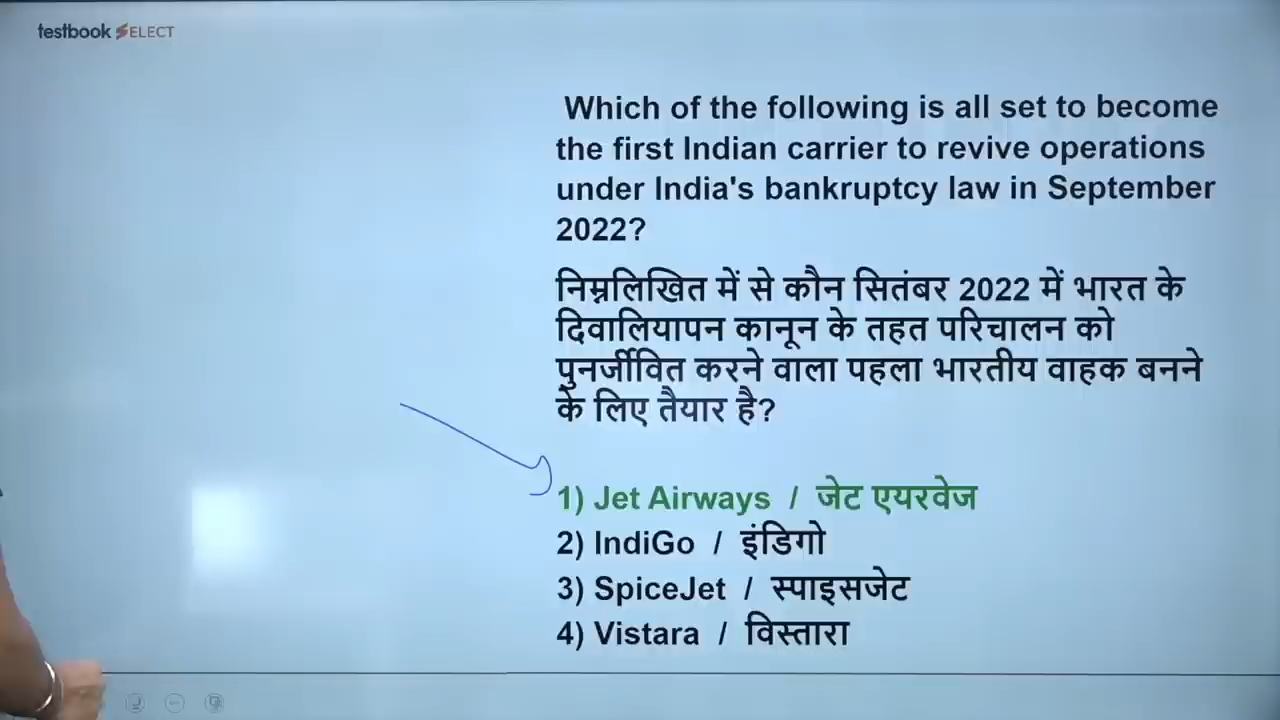 testbook SELECT
Which of the following is all set to become
the first Indian carrier to revive operations
under India's bankruptcy law in September
2022?
निम्नलिखित में से कौन सितंबर 2022 में भारत के
दिवालियापन कानून के तहत परिचालन को
पुनर्जीवित करने वाला पहला भारतीय वाहक बनने
के लिए तैयार है?
1) Jet Airways / जेट एयरवेज
2) IndiGo / इंडिगो
3) SpiceJet / स्पाइसजेट
4) Vistara / विस्तारा